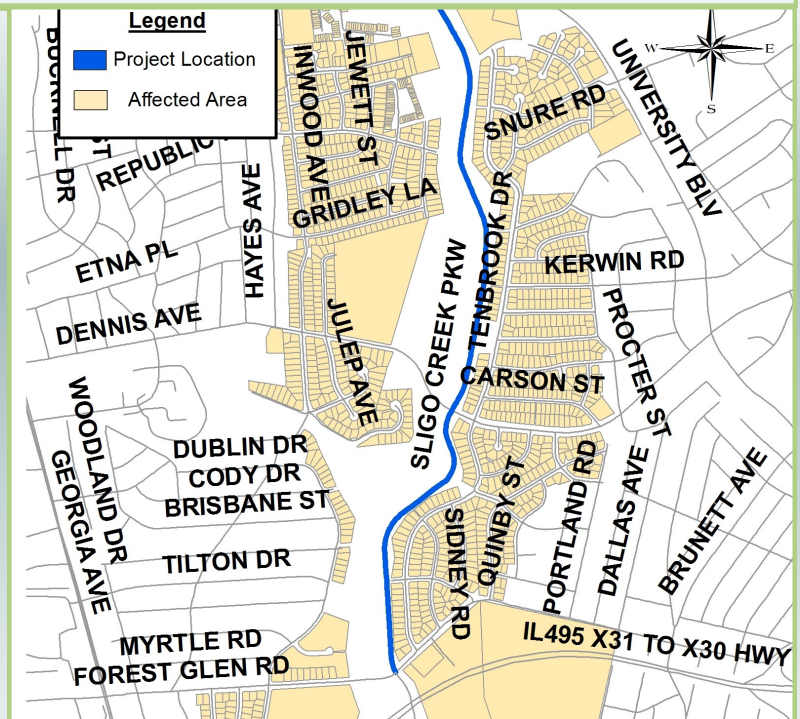 Legend
Project Location
Affected Area
W
E
S
JEWETT ST
INWOOD AVE
UNIVERSITY BLV
SNURE RD
REPUBLIC
HAYES AVE
GRIDLEY LA
TENBROOK DR
ETNA PL
KERWIN RD
SLIGO CREEK PKW
DENNIS AVE
JULEP AVE
PROCTER ST
CARSON ST
WOODLAND DR
GEORGIA AVE
DUBLIN DR
CODY DR
BRISBANE ST
QUINBY ST
SIDNEY RD
PORTLAND RD
DALLAS AVE
BRUNETT AVE
TILTON DR
MYRTLE RD
FOREST GLEN RD
IL495 X31 TO X30 HWY